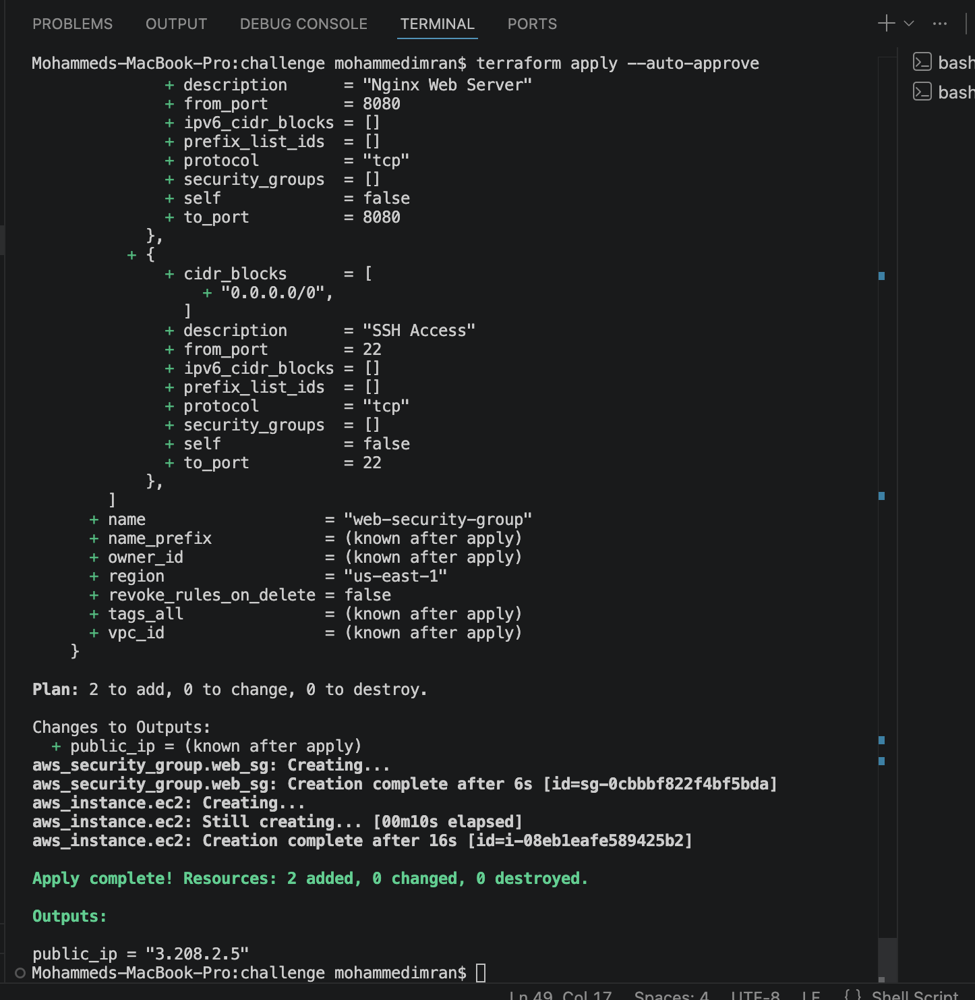 PROBLEMS OUTPUT DEBUG CONSOLE TERMINAL PORTS
bash
bash
Mohammeds-MacBook-Pro:challenge mohammedimran$ terraform apply --auto-approve
          + description      = "Nginx Web Server"
          + from_port        = 8080
          + ipv6_cidr_blocks = []
          + prefix_list_ids  = []
          + protocol         = "tcp"
          + security_groups  = []
          + self             = false
          + to_port          = 8080
        },
      + {
          + cidr_blocks      = [
              + "0.0.0.0/0",
            ]
          + description      = "SSH Access"
          + from_port        = 22
          + ipv6_cidr_blocks = []
          + prefix_list_ids  = []
          + protocol         = "tcp"
          + security_groups  = []
          + self             = false
          + to_port          = 22
        },
    ]
  + name                   = "web-security-group"
  + name_prefix            = (known after apply)
  + owner_id               = (known after apply)
  + region                 = "us-east-1"
  + revoke_rules_on_delete = false
  + tags_all               = (known after apply)
  + vpc_id                 = (known after apply)
}
Plan: 2 to add, 0 to change, 0 to destroy.
Changes to Outputs:
  + public_ip = (known after apply)
aws_security_group.web_sg: Creating...
aws_security_group.web_sg: Creation complete after 6s [id=sg-0cbbbf822f4bf5bda]
aws_instance.ec2: Creating...
aws_instance.ec2: Still creating... [00m10s elapsed]
aws_instance.ec2: Creation complete after 16s [id=i-08eb1eafe589425b2]
Apply complete! Resources: 2 added, 0 changed, 0 destroyed.
Outputs:
public_ip = "3.208.2.5"
Mohammeds-MacBook-Pro:challenge mohammedimran$
Ln 49, Col 17 Spaces: 4 UTF-8 LF {} Shell Script